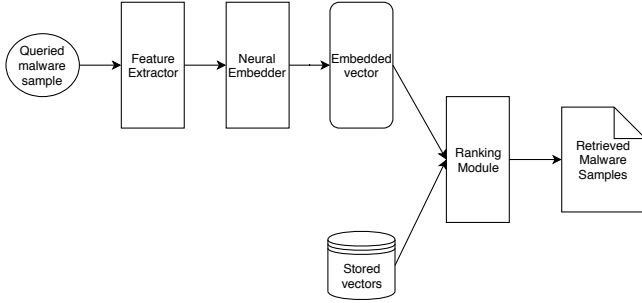 Queried
malware
sample
Feature
Extractor
Neural
Embedder
Embedded
vector
Ranking
Module
Retrieved
Malware
Samples
Stored
vectors